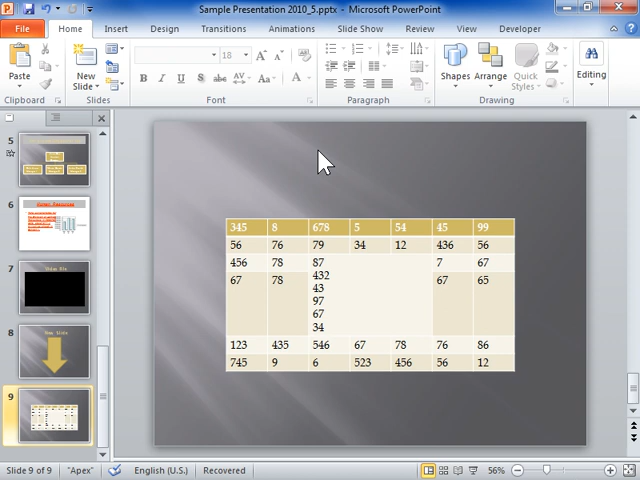 Sample Presentation 2010_5.pptx - Microsoft PowerPoint
File Home Insert Design Transitions Animations Slide Show Review View Developer
Paste
New Slide
18
B I U S abc AV Aa A
Shapes Arrange Quick Styles
Editing
Clipboard Slides Font Paragraph Drawing
5
6
7
8
9
345 8 678 5 54 45 99
56 76 79 34 12 436 56
456 78 87 7 67
67 78 432 67 65
43
97
67
34
123 435 546 67 78 76 86
745 9 6 523 456 56 12
Slide 9 of 9 "Apex" English (U.S.) Recovered 56%